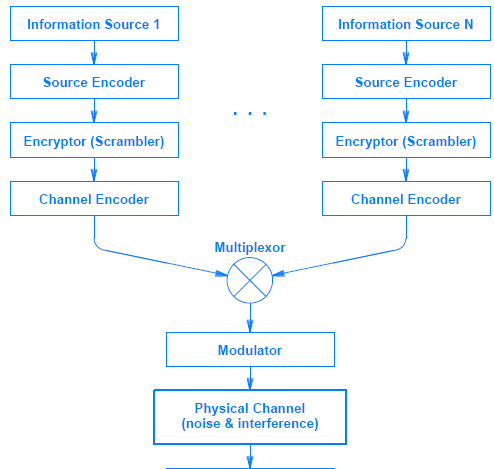 Information Source 1
Information Source N
Source Encoder
Source Encoder
. . .
Encryptor (Scrambler)
Encryptor (Scrambler)
Channel Encoder
Channel Encoder
Multiplexor
Modulator
Physical Channel
(noise & interference)